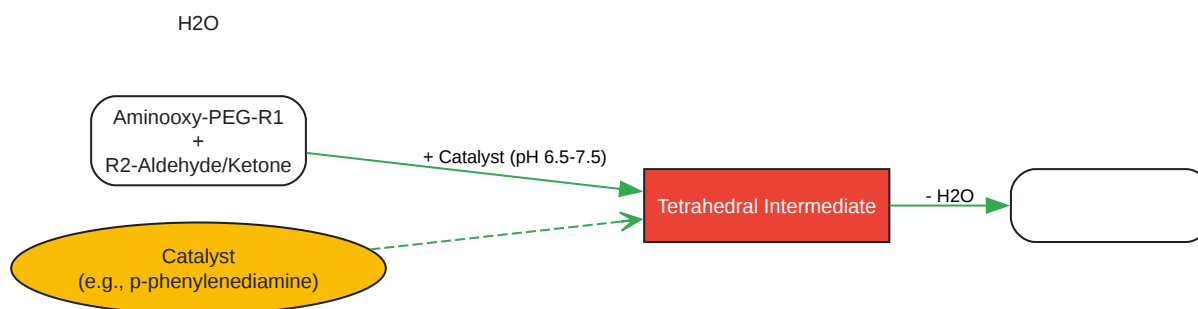 H2O
Aminooxy-PEG-R1
+
R2-Aldehyde/Ketone
+ Catalyst (pH 6.5-7.5)
Tetrahedral Intermediate
- H2O
Catalyst
(e.g., p-phenylenediamine)